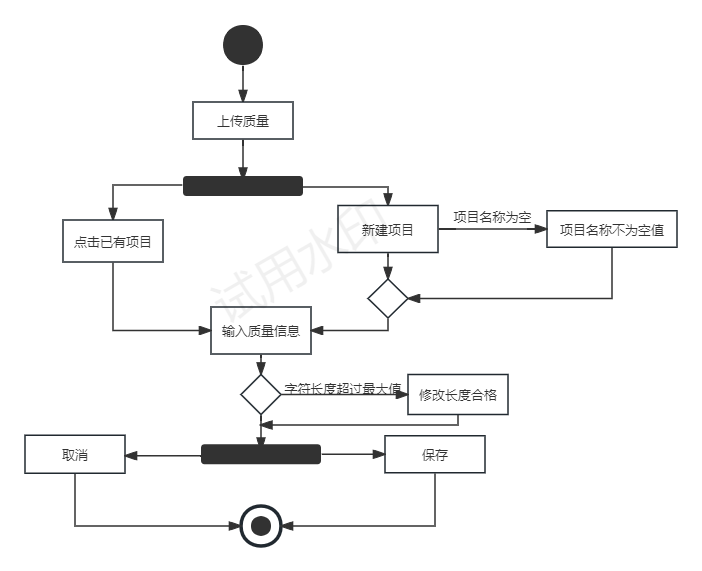 上传质量
点击已有项目
新建项目
项目名称为空
项目名称不为空值
试用水印
输入质量信息
字符长度超过最大值
修改长度合格
取消
保存